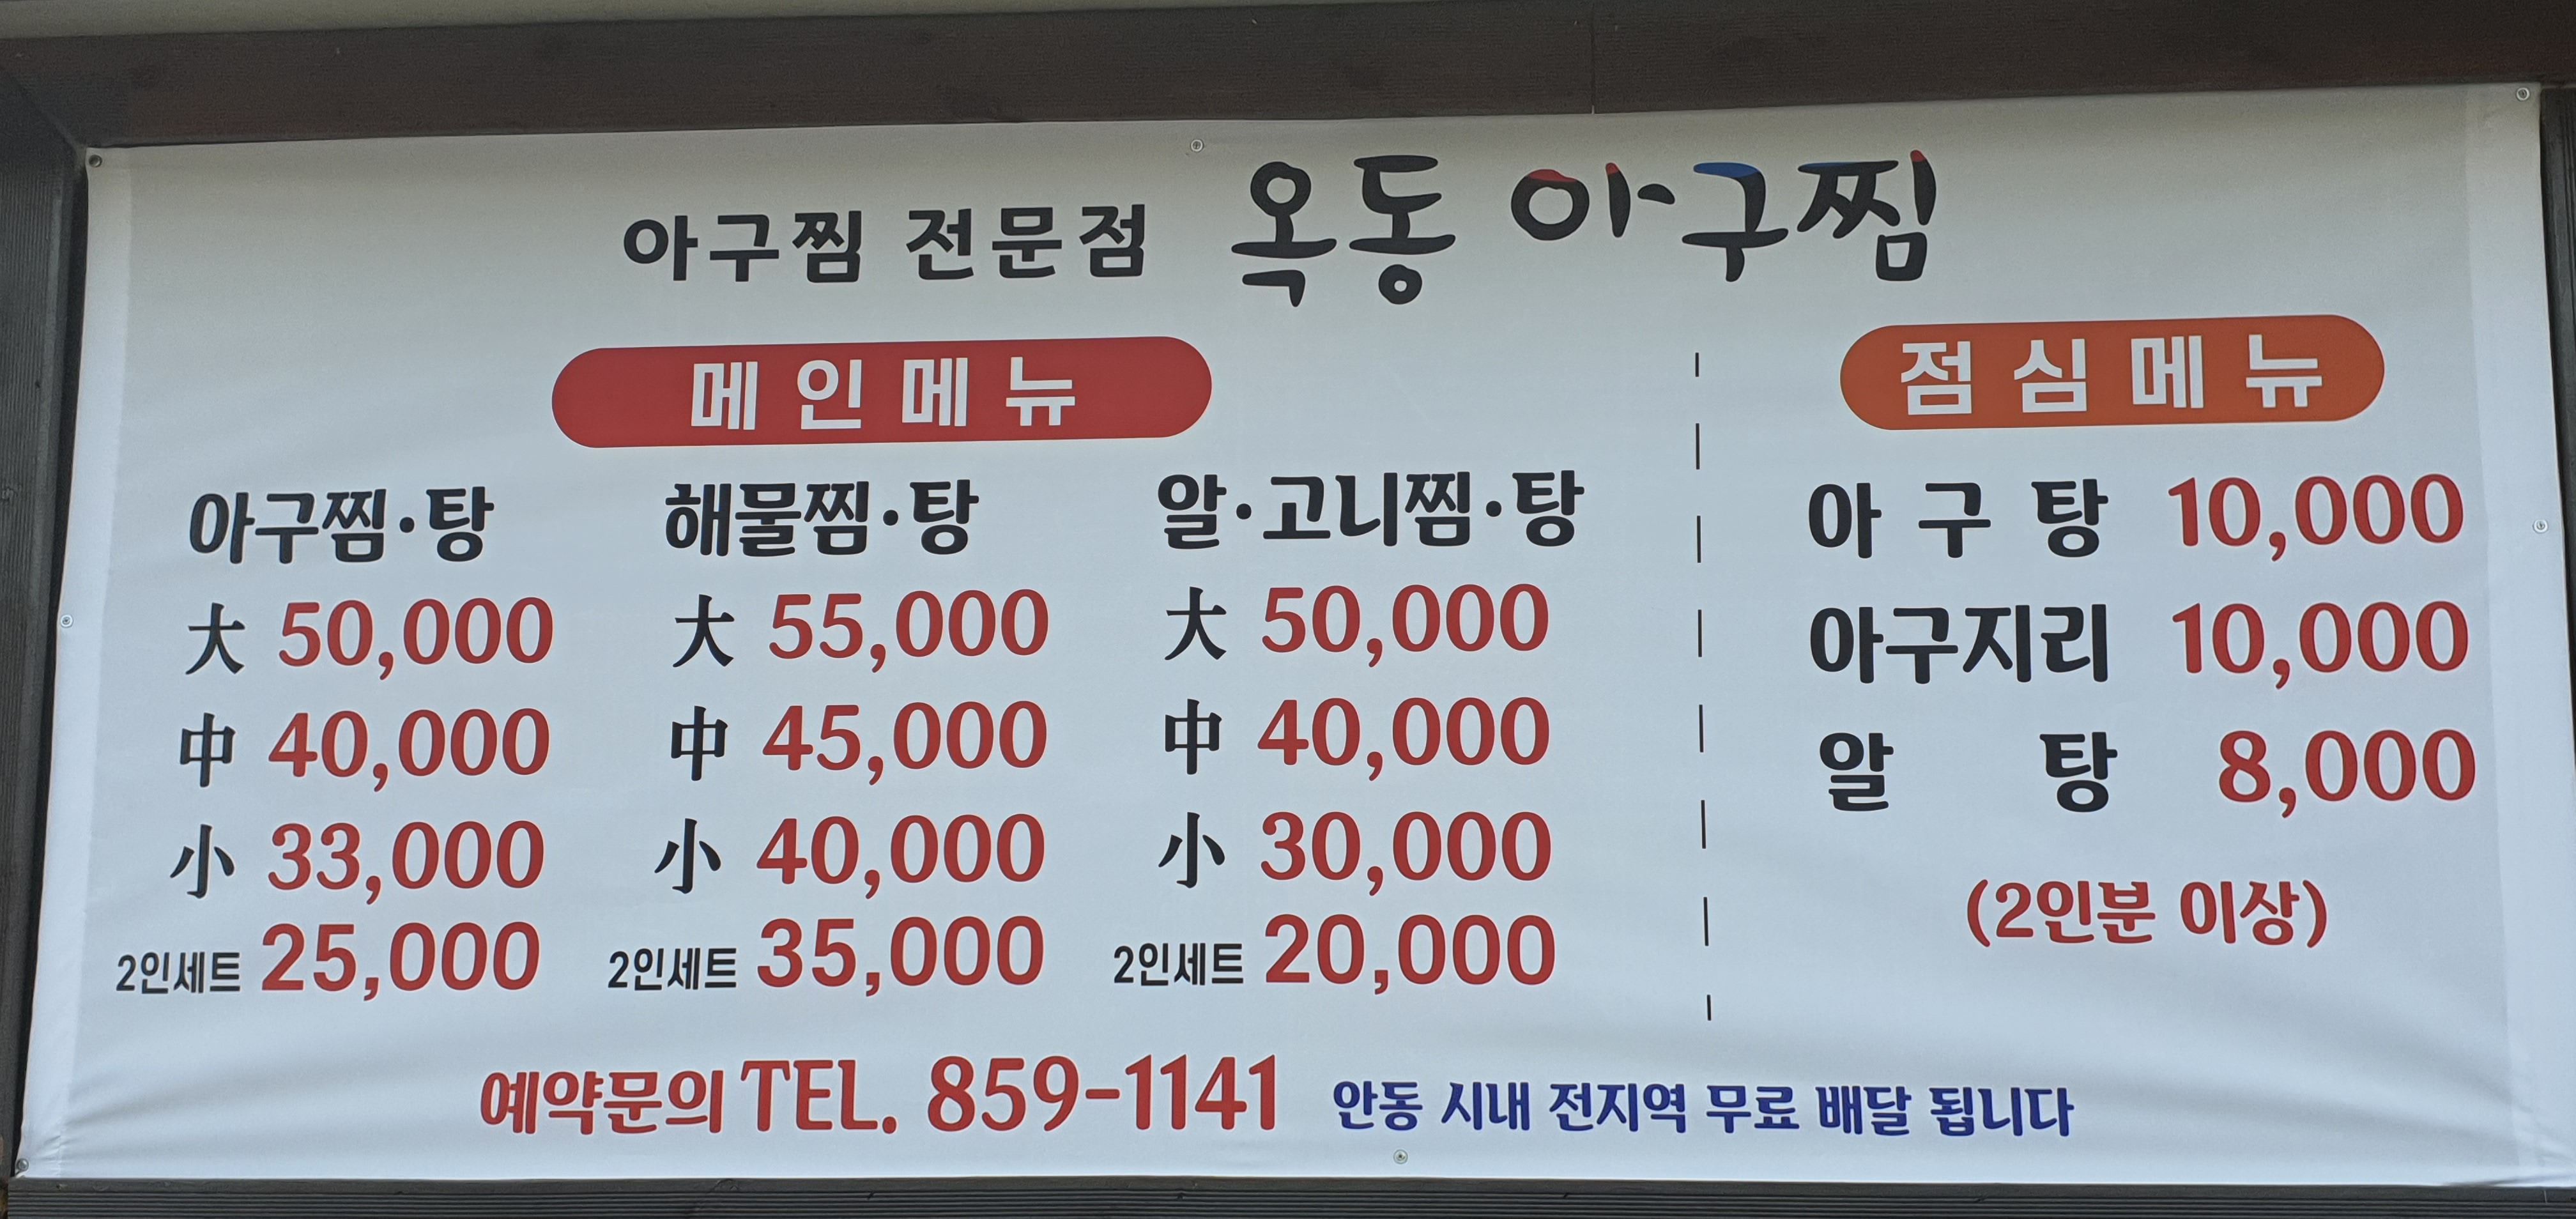 아구찜 전문점 옥동 아구찜
메인메뉴
아구찜·탕 해물찜·탕 알·고니찜·탕
大 50,000 大 55,000 大 50,000
中 40,000 中 45,000 中 40,000
小 33,000 小 40,000 小 30,000
2인세트 25,000 2인세트 35,000 2인세트 20,000
점심메뉴
아구탕 10,000
아구지리 10,000
알탕 8,000
(2인분 이상)
예약문의 TEL. 859-1141 안동 시내 전지역 무료 배달 됩니다